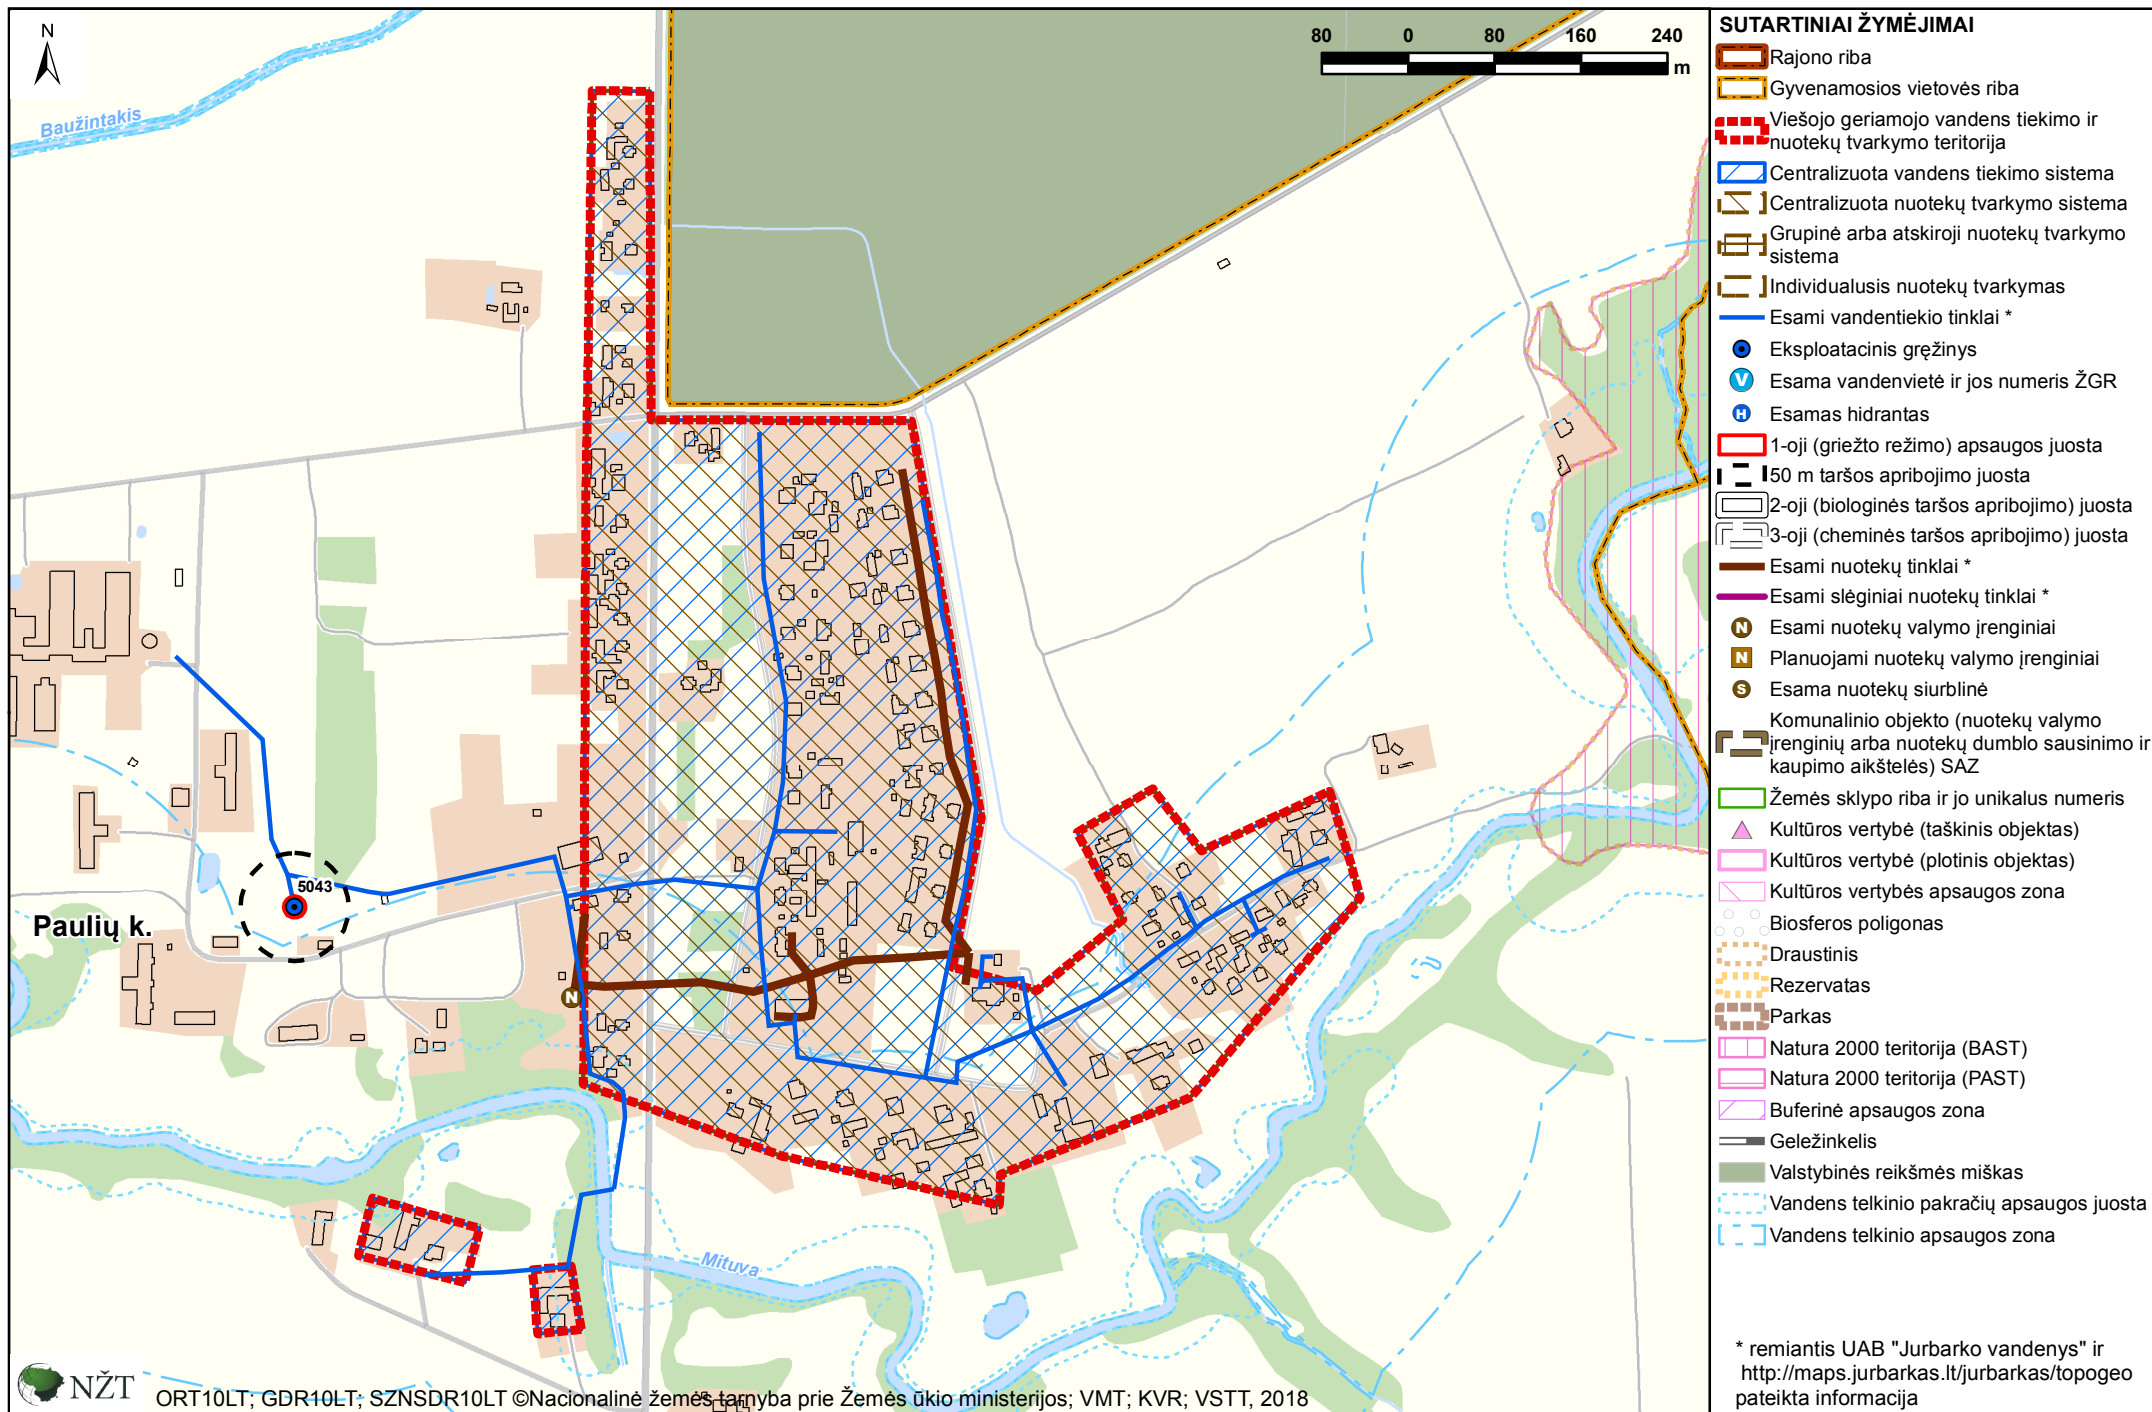 N
80 0 80 160 240
m
Baužintakis
5043
Paulių k.
N
Mituva
NŽT
ORT10LT; GDR10LT; SZNSDR10LT ©Nacionalinė žemės tarnyba prie Žemės ūkio ministerijos; VMT; KVR; VSTT, 2018
SUTARTINIAI ŽYMĖJIMAI
Rajono riba
Gyvenamosios vietovės riba
Viešojo geriamojo vandens tiekimo ir
nuotekų tvarkymo teritorija
Centralizuota vandens tiekimo sistema
Centralizuota nuotekų tvarkymo sistema
Grupinė arba atskiroji nuotekų tvarkymo
sistema
Individualusis nuotekų tvarkymas
Esami vandentiekio tinklai *
Eksploatacinis gręžinys
V Esama vandenvietė ir jos numeris ŽGR
H Esamas hidrantas
1-oji (griežto režimo) apsaugos juosta
50 m taršos apribojimo juosta
2-oji (biologinės taršos apribojimo) juosta
3-oji (cheminės taršos apribojimo) juosta
Esami nuotekų tinklai *
Esami slėginiai nuotekų tinklai *
N Esami nuotekų valymo įrenginiai
N Planuojami nuotekų valymo įrenginiai
S Esama nuotekų siurblinė
Komunalinio objekto (nuotekų valymo
įrenginių arba nuotekų dumblo sausinimo ir
kaupimo aikštelės) SAZ
Žemės sklypo riba ir jo unikalus numeris
Kultūros vertybė (taškinis objektas)
Kultūros vertybė (plotinis objektas)
Kultūros vertybės apsaugos zona
Biosferos poligonas
Draustinis
Rezervatas
Parkas
Natura 2000 teritorija (BAST)
Natura 2000 teritorija (PAST)
Buferinė apsaugos zona
Geležinkelis
Valstybinės reikšmės miškas
Vandens telkinio pakračių apsaugos juosta
Vandens telkinio apsaugos zona
* remiantis UAB "Jurbarko vandenys" ir
http://maps.jurbarkas.lt/jurbarkas/topogeo
pateikta informacija